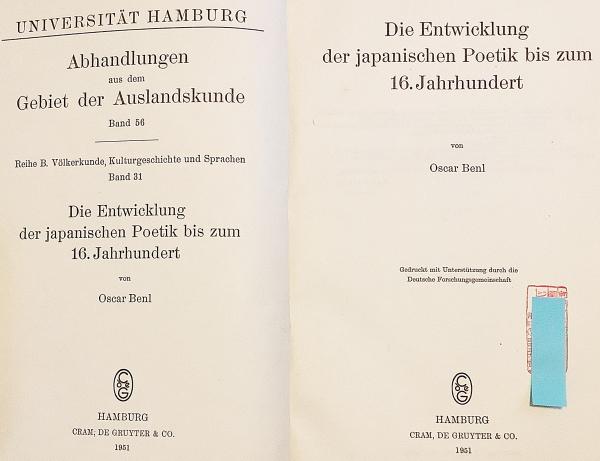 UNIVERSITÄT HAMBURG
Abhandlungen
aus dem
Gebiet der Auslandskunde
Band 56
Reihe B. Völkerkunde, Kulturgeschichte und Sprachen
Band 31
Die Entwicklung
der japanischen Poetik bis zum
16. Jahrhundert
von
Oscar Benl
HAMBURG
CRAM, DE GRUYTER & CO.
1951
Die Entwicklung
der japanischen Poetik bis zum
16. Jahrhundert
von
Oscar Benl
Gedruckt mit Unterstützung durch die
Deutsche Forschungsgemeinschaft
HAMBURG
CRAM, DE GRUYTER & CO.
1951